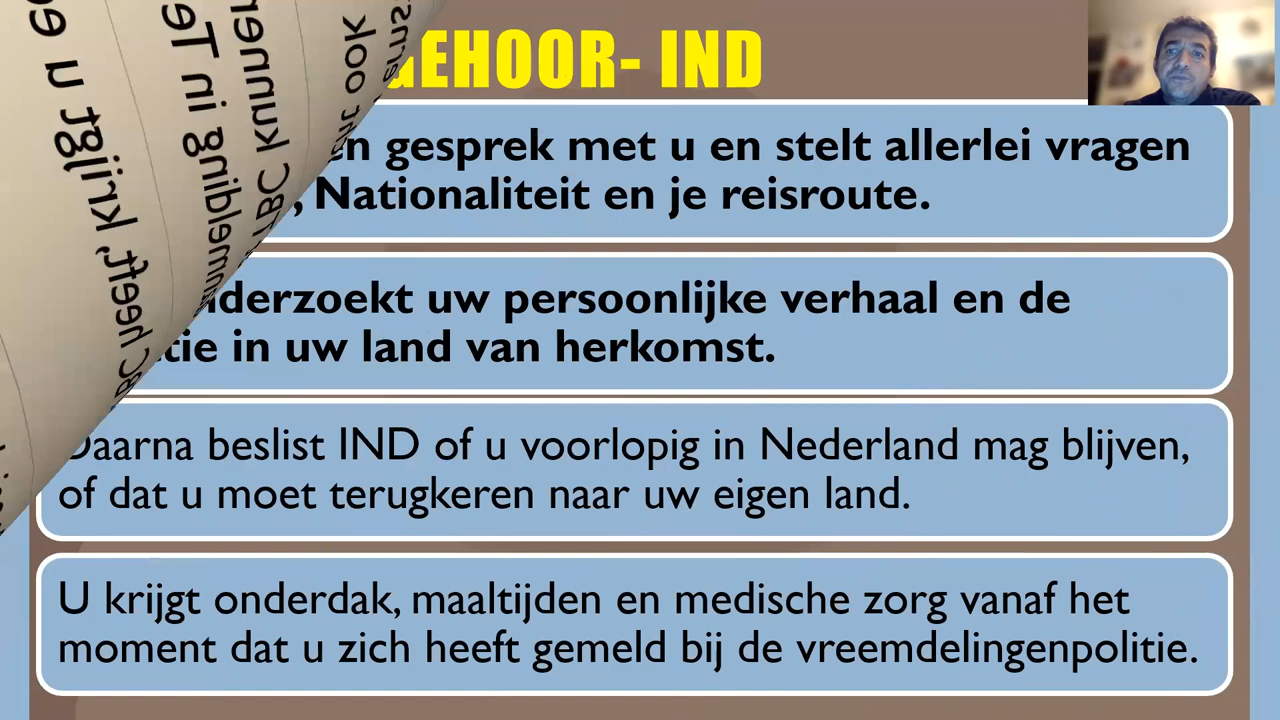 GEHOOR- IND
en gesprek met u en stelt allerlei vragen
, Nationaliteit en je reisroute.
nderzoekt uw persoonlijke verhaal en de
tie in uw land van herkomst.
Daarna beslist IND of u voorlopig in Nederland mag blijven,
of dat u moet terugkeren naar uw eigen land.
U krijgt onderdak, maaltijden en medische zorg vanaf het
moment dat u zich heeft gemeld bij de vreemdelingenpolitie.